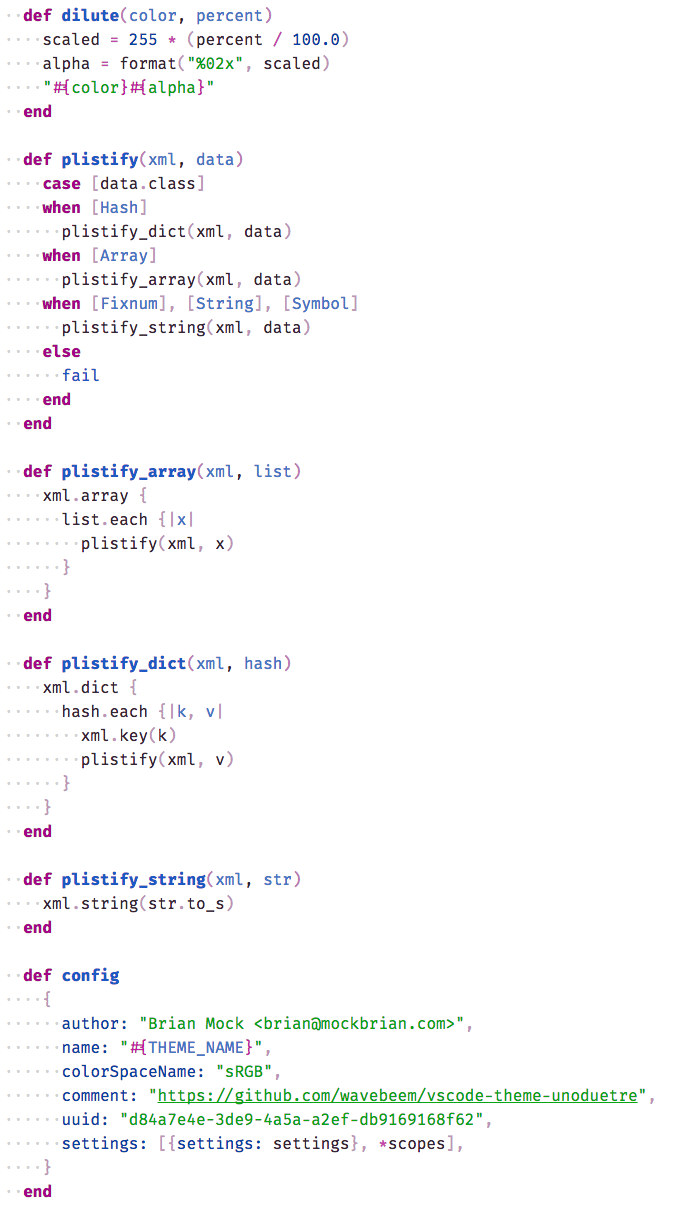 def dilute(color, percent)
    scaled = 255 * (percent / 100.0)
    alpha = format("%02x", scaled)
    "#{color}#{alpha}"
  end

  def plistify(xml, data)
    case [data.class]
    when [Hash]
      plistify_dict(xml, data)
    when [Array]
      plistify_array(xml, data)
    when [Fixnum], [String], [Symbol]
      plistify_string(xml, data)
    else
      fail
    end
  end

  def plistify_array(xml, list)
    xml.array {
      list.each {|x|
        plistify(xml, x)
      }
    }
  end

  def plistify_dict(xml, hash)
    xml.dict {
      hash.each {|k, v|
        xml.key(k)
        plistify(xml, v)
      }
    }
  end

  def plistify_string(xml, str)
    xml.string(str.to_s)
  end

  def config
    {
      author: "Brian Mock <brian@mockbrian.com>",
      name: "#{THEME_NAME}",
      colorSpaceName: "sRGB",
      comment: "https://github.com/wavebeem/vscode-theme-unoduetre",
      uuid: "d84a7e4e-3de9-4a5a-a2ef-db9169168f62",
      settings: [{settings: settings}, *scopes],
    }
  end